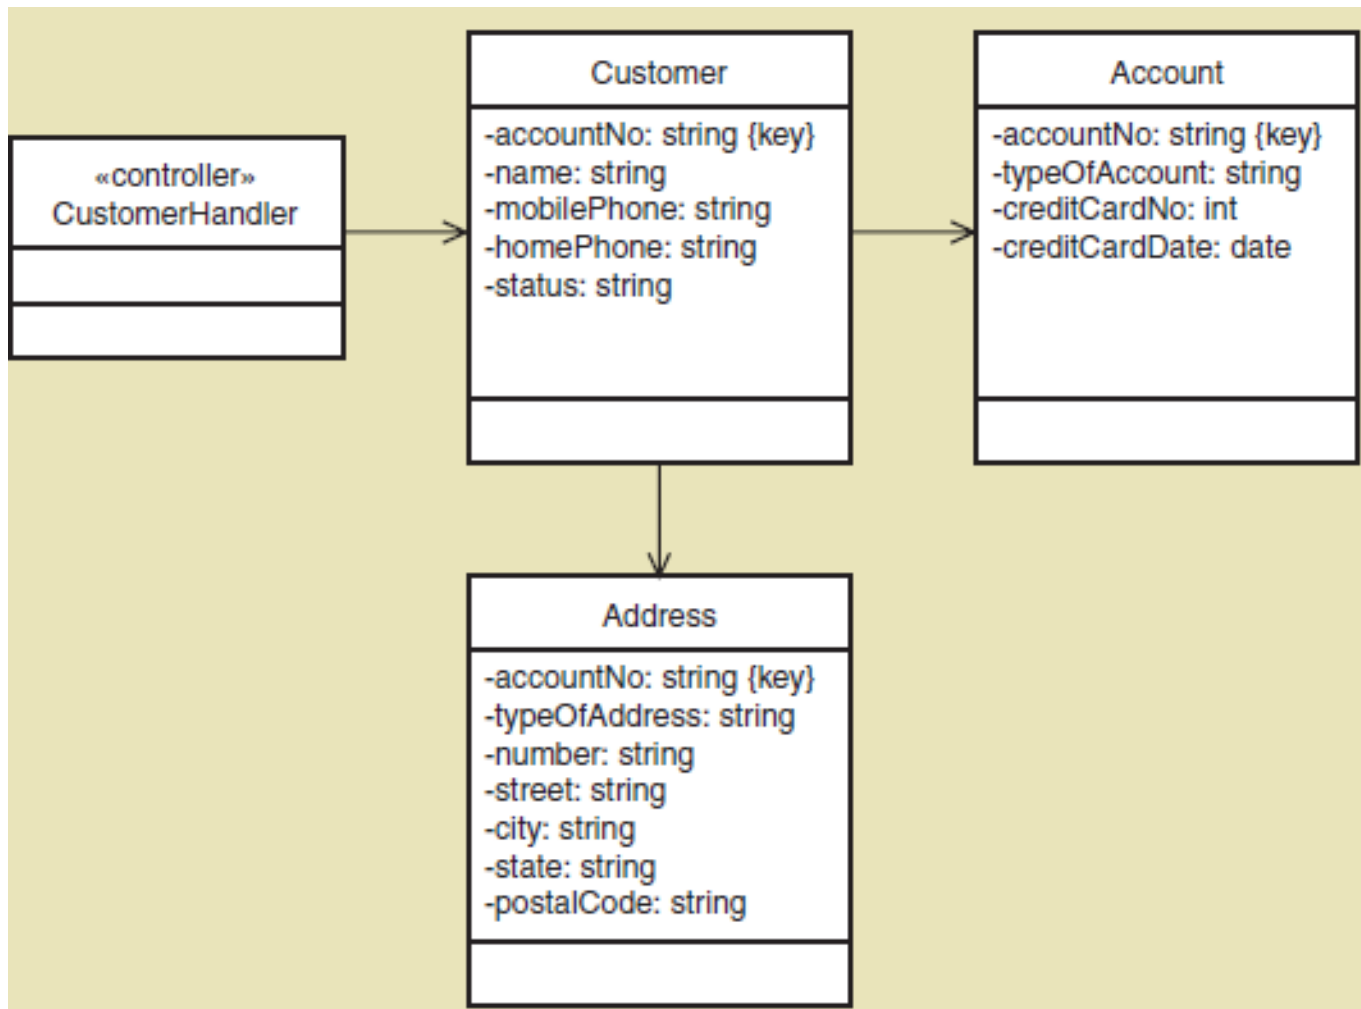 «controller»
CustomerHandler
Customer
-accountNo: string {key}
-name: string
-mobilePhone: string
-homePhone: string
-status: string
Account
-accountNo: string {key}
-typeOfAccount: string
-creditCardNo: int
-creditCardDate: date
Address
-accountNo: string {key}
-typeOfAddress: string
-number: string
-street: string
-city: string
-state: string
-postalCode: string